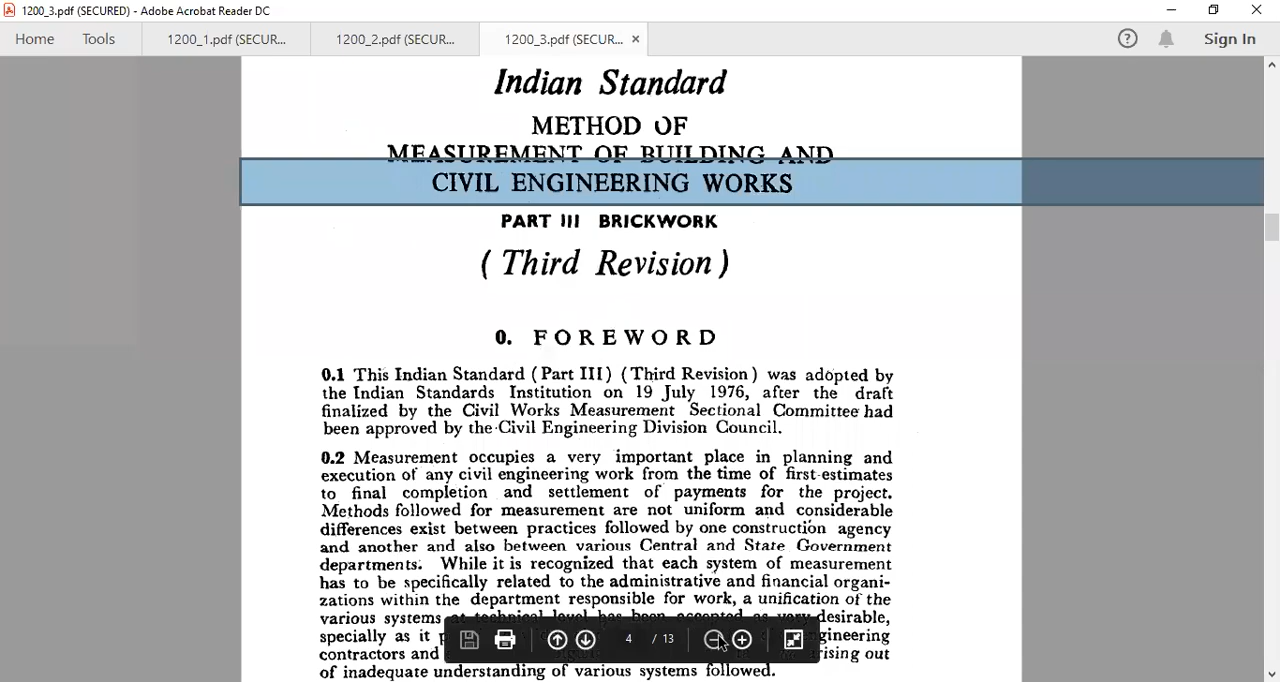 1200_3.pdf (SECURED) - Adobe Acrobat Reader DC
Home Tools 1200_1.pdf (SECUR... 1200_2.pdf (SECUR... 1200_3.pdf (SECUR... × Sign In
Indian Standard
METHOD OF
MEASUREMENT OF BUILDING AND
CIVIL ENGINEERING WORKS
PART III BRICKWORK
( Third Revision )
0. FOREWORD
0.1 This Indian Standard ( Part III ) ( Third Revision ) was adopted by
the Indian Standards Institution on 19 July 1976, after the draft
finalized by the Civil Works Measurement Sectional Committee had
been approved by the Civil Engineering Division Council.
0.2 Measurement occupies a very important place in planning and
execution of any civil engineering work from the time of first estimates
to final completion and settlement of payments for the project.
Methods followed for measurement are not uniform and considerable
differences exist between practices followed by one construction agency
and another and also between various Central and State Government
departments. While it is recognized that each system of measurement
has to be specifically related to the administrative and financial organi-
zations within the department responsible for work, a unification of the
various systems at technical level has been accepted as very desirable,
specially as it
contractors and
of inadequate understanding of various systems followed.
4 / 13